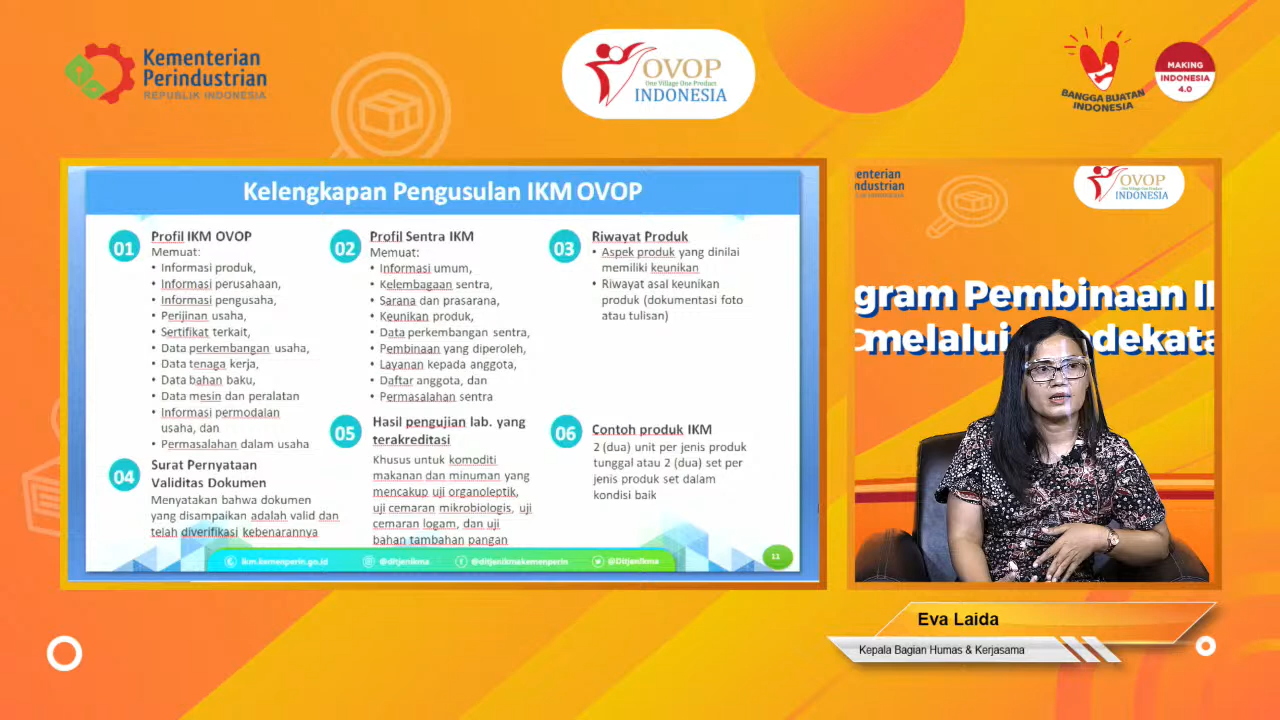 Kementerian
Perindustrian
REPUBLIK INDONESIA
OVOP
One Village One Product
INDONESIA
BANGGA BUATAN
INDONESIA
MAKING
INDONESIA
4.0
Kelengkapan Pengusulan IKM OVOP
01
Profil IKM OVOP
Memuat:
• Informasi produk,
• Informasi perusahaan,
• Informasi pengusaha,
• Perijinan usaha,
• Sertifikat terkait,
• Data perkembangan usaha,
• Data tenaga kerja,
• Data bahan baku,
• Data mesin dan peralatan
• Informasi permodalan
usaha, dan
• Permasalahan dalam usaha
02
Profil Sentra IKM
Memuat:
• Informasi umum,
• Kelembagaan sentra,
• Sarana dan prasarana,
• Keunikan produk,
• Data perkembangan sentra,
• Pembinaan yang diperoleh,
• Layanan kepada anggota,
• Daftar anggota, dan
• Permasalahan sentra
03
Riwayat Produk
• Aspek produk yang dinilai
memiliki keunikan
• Riwayat asal keunikan
produk (dokumentasi foto
atau tulisan)
04
Surat Pernyataan
Validitas Dokumen
Menyatakan bahwa dokumen
yang disampaikan adalah valid dan
telah diverifikasi kebenarannya
05
Hasil pengujian lab. yang
terakreditasi
Khusus untuk komoditi
makanan dan minuman yang
mencakup uji organoleptik,
uji cemaran mikrobiologis, uji
cemaran logam, dan uji
bahan tambahan pangan
06
Contoh produk IKM
2 (dua) unit per jenis produk
tunggal atau 2 (dua) set per
jenis produk set dalam
kondisi baik
ikm.kemenperin.go.id
@ditjenikma
@ditjenikmakemenperin
@Ditjenikma
11
enterian
ndustrian
OVOP
INDONESIA
gram Pembinaan I
melalui dekata
Eva Laida
Kepala Bagian Humas & Kerjasama